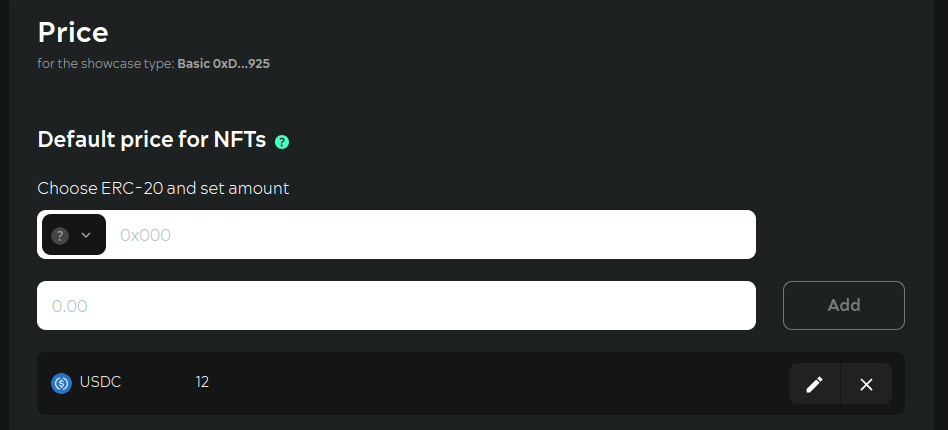 Price
for the showcase type: Basic 0xD...925
Default price for NFTs ?
Choose ERC-20 and set amount
? 0x000
0.00
Add
USDC 12